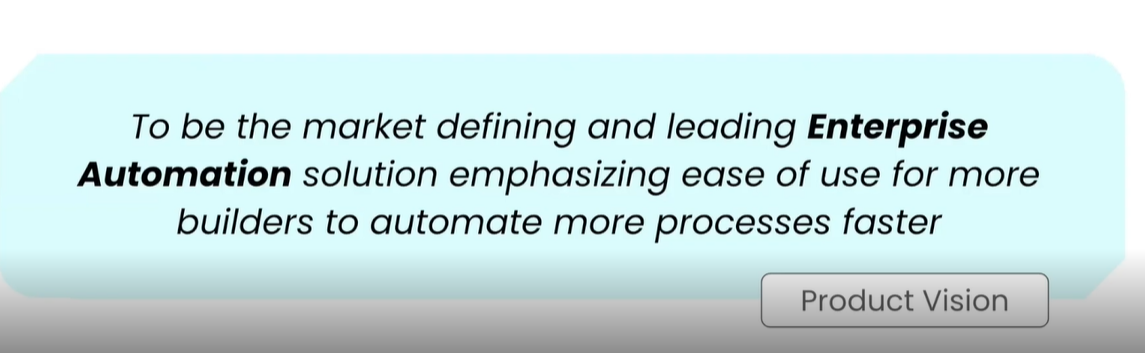 To be the market defining and leading Enterprise
Automation solution emphasizing ease of use for more
builders to automate more processes faster
Product Vision